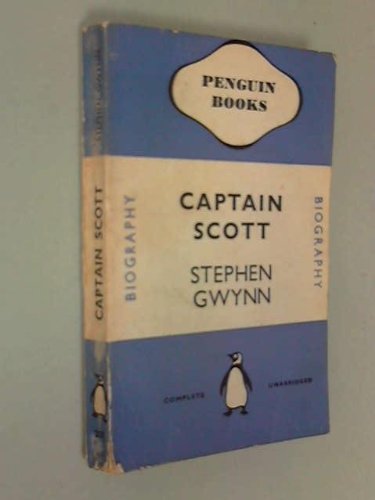 PENGUIN
BOOKS
CAPTAIN
SCOTT
STEPHEN
GWYNN
BIOGRAPHY
BIOGRAPHY
COMPLETE
UNABRIDGED
CAPTAIN SCOTT